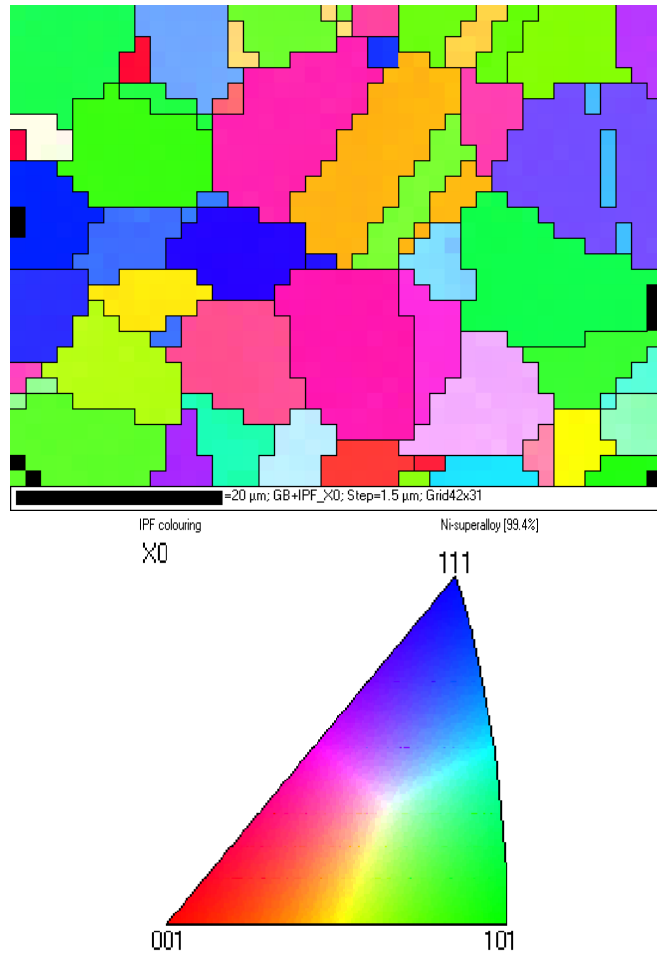 =20 µm; GB+IPF_X0; Step=1.5 µm; Grid42x31
IPF colouring
Ni-superalloy [99.4%]
X0
111
001
101